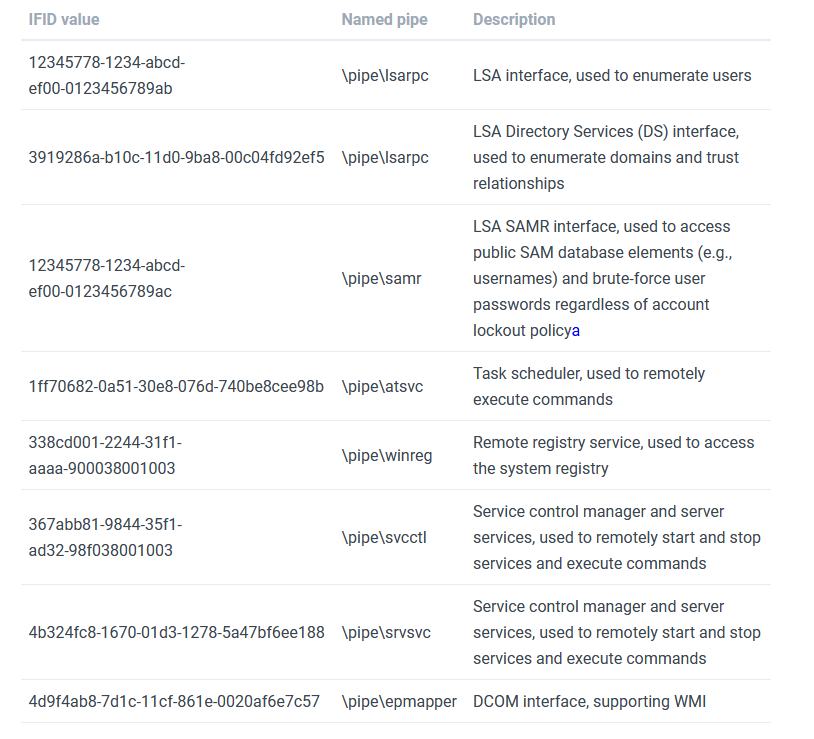 IFID value Named pipe Description
12345778-1234-abcd-
ef00-0123456789ab
\pipe\lsarpc
LSA interface, used to enumerate users
3919286a-b10c-11d0-9ba8-00c04fd92ef5
\pipe\lsarpc
LSA Directory Services (DS) interface,
used to enumerate domains and trust
relationships
12345778-1234-abcd-
ef00-0123456789ac
\pipe\samr
LSA SAMR interface, used to access
public SAM database elements (e.g.,
usernames) and brute-force user
passwords regardless of account
lockout policya
1ff70682-0a51-30e8-076d-740be8cee98b
\pipe\atsvc
Task scheduler, used to remotely
execute commands
338cd001-2244-31f1-
aaaa-900038001003
\pipe\winreg
Remote registry service, used to access
the system registry
367abb81-9844-35f1-
ad32-98f038001003
\pipe\svcctl
Service control manager and server
services, used to remotely start and stop
services and execute commands
4b324fc8-1670-01d3-1278-5a47bf6ee188
\pipe\srvsvc
Service control manager and server
services, used to remotely start and stop
services and execute commands
4d9f4ab8-7d1c-11cf-861e-0020af6e7c57
\pipe\epmapper
DCOM interface, supporting WMI